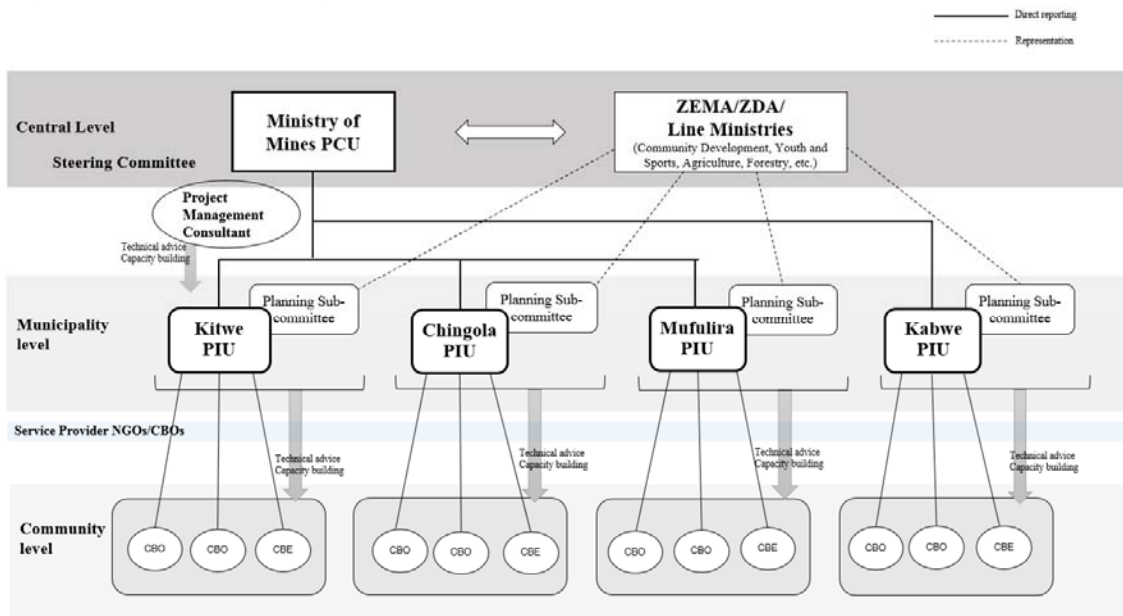 Direct reporting
Representation
Central Level
Steering Committee
Ministry of
Mines PCU
ZEMA/ZDA/
Line Ministries
(Community Development, Youth and
Sports, Agriculture, Forestry, etc.)
Project
Management
Consultant
Technical advice
Capacity building
Municipality
level
Planning Sub-
committee
Kitwe
PIU
Planning Sub-
committee
Chingola
PIU
Planning Sub-
committee
Mufulira
PIU
Planning Sub-
committee
Kabwe
PIU
Service Provider NGOs/CBOs
Technical advice
Capacity building
Technical advice
Capacity building
Technical advice
Capacity building
Technical advice
Capacity building
Community
level
CBO
CBO
CBE
CBO
CBO
CBE
CBO
CBO
CBE
CBO
CBO
CBE